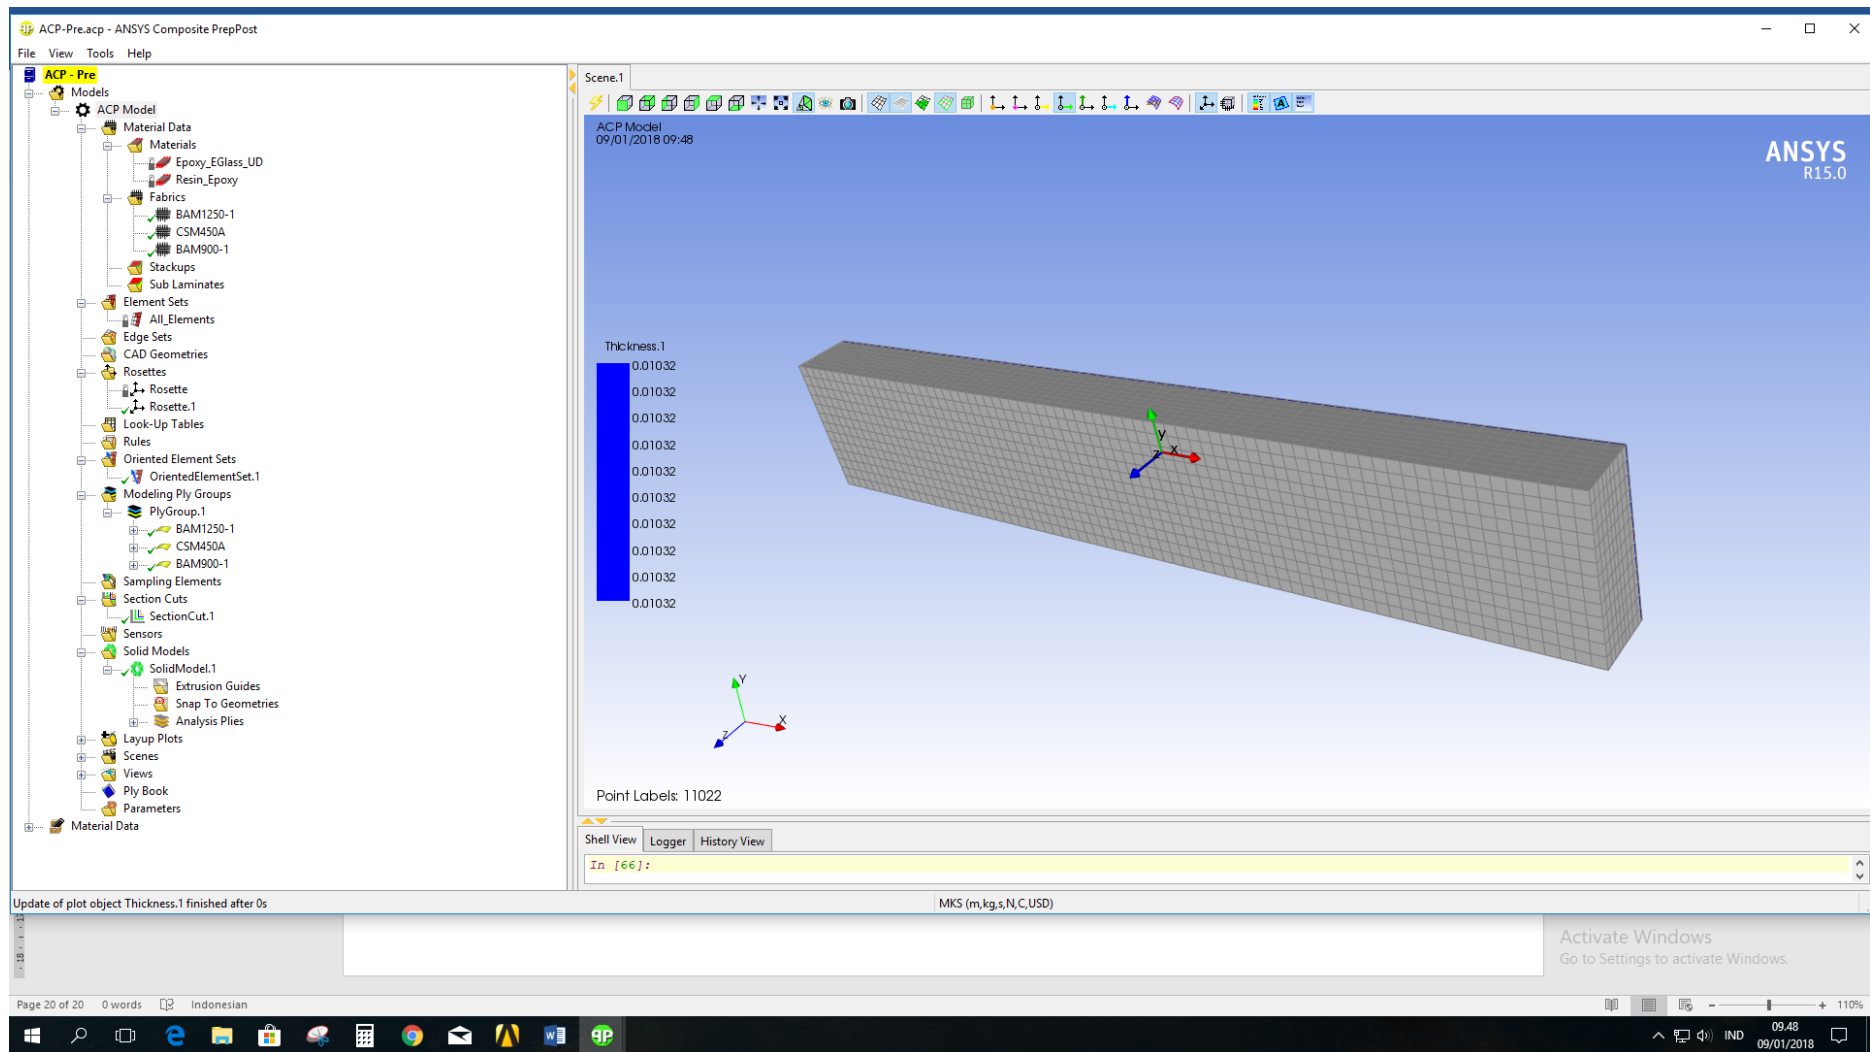 ACP-Pre.acp - ANSYS Composite PrepPost
File View Tools Help
ACP - Pre
Models
ACP Model
Material Data
Materials
Epoxy_EGlass_UD
Resin_Epoxy
Fabrics
BAM1250-1
CSM450A
BAM900-1
Stackups
Sub Laminates
Element Sets
All_Elements
Edge Sets
CAD Geometries
Rosettes
Rosette
Rosette.1
Look-Up Tables
Rules
Oriented Element Sets
OrientedElementSet.1
Modeling Ply Groups
PlyGroup.1
BAM1250-1
CSM450A
BAM900-1
Sampling Elements
Section Cuts
SectionCut.1
Sensors
Solid Models
SolidModel.1
Extrusion Guides
Snap To Geometries
Analysis Plies
Layup Plots
Scenes
Views
Ply Book
Parameters
Material Data
Scene.1
ACP Model
09/01/2018 09:48
ANSYS
R15.0
Thickness.1
0.01032
0.01032
0.01032
0.01032
0.01032
0.01032
0.01032
0.01032
0.01032
0.01032
y
x
z
Y
X
Z
Point Labels: 11022
Shell View Logger History View
In [66]:
Update of plot object Thickness.1 finished after 0s
MKS (m,kg,s,N,C,USD)
Activate Windows
Go to Settings to activate Windows.
Page 20 of 20 0 words Indonesian
110%
IND
09.48
09/01/2018